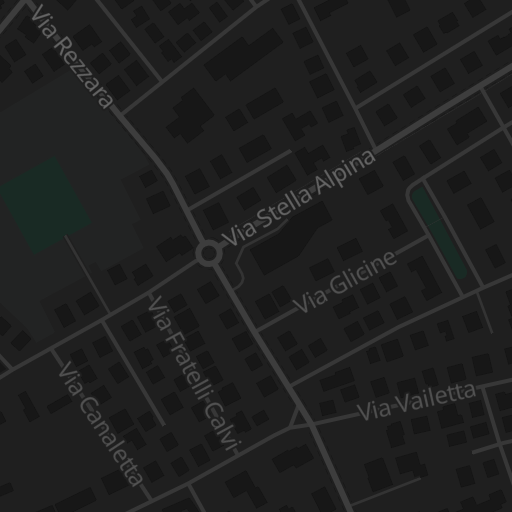 Via Rezzara
Via Stella Alpina
Via Glicine
Via Fratelli Calvi
Via Canaletta
Via Vailetta